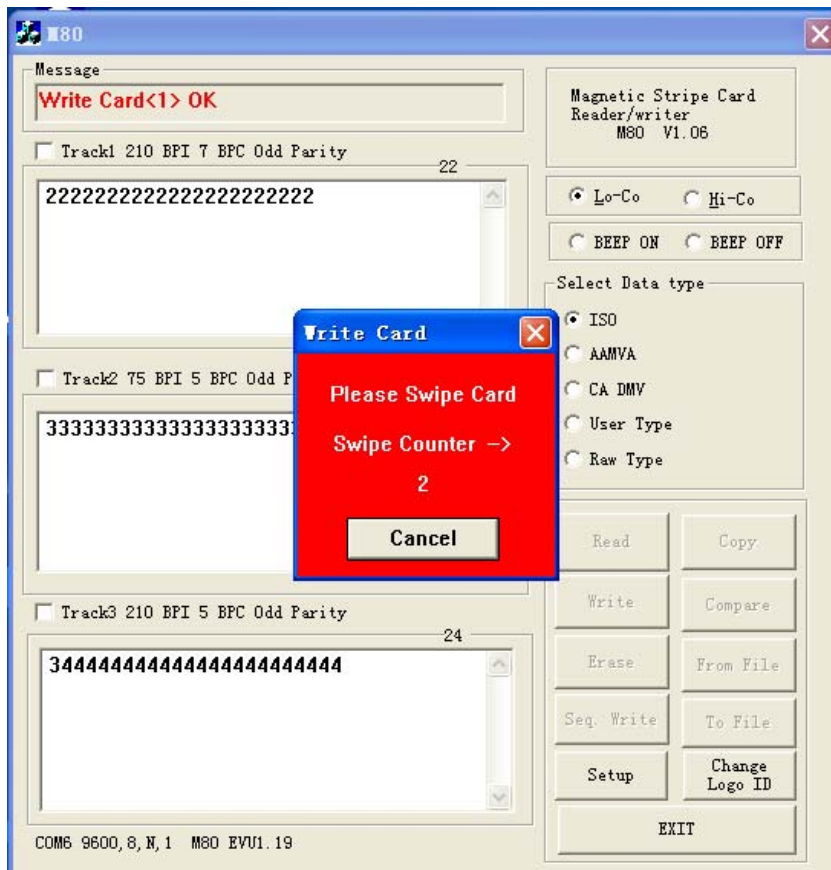 M80
Message
Write Card<1> OK
Magnetic Stripe Card
Reader/writer
M80 V1.06
Track1 210 BPI 7 BPC Odd Parity
22
2222222222222222222222
Lo-Co Hi-Co
BEEP ON BEEP OFF
Select Data type
ISO
AAMVA
CA DMV
User Type
Raw Type
Track2 75 BPI 5 BPC Odd P
33333333333333333333
Write Card
Please Swipe Card
Swipe Counter ->
2
Cancel
Track3 210 BPI 5 BPC Odd Parity
24
344444444444444444444444
Read Copy
Write Compare
Erase From File
Seq. Write To File
Setup Change
Logo ID
EXIT
COM6 9600,8,N,1 M80 EVU1.19